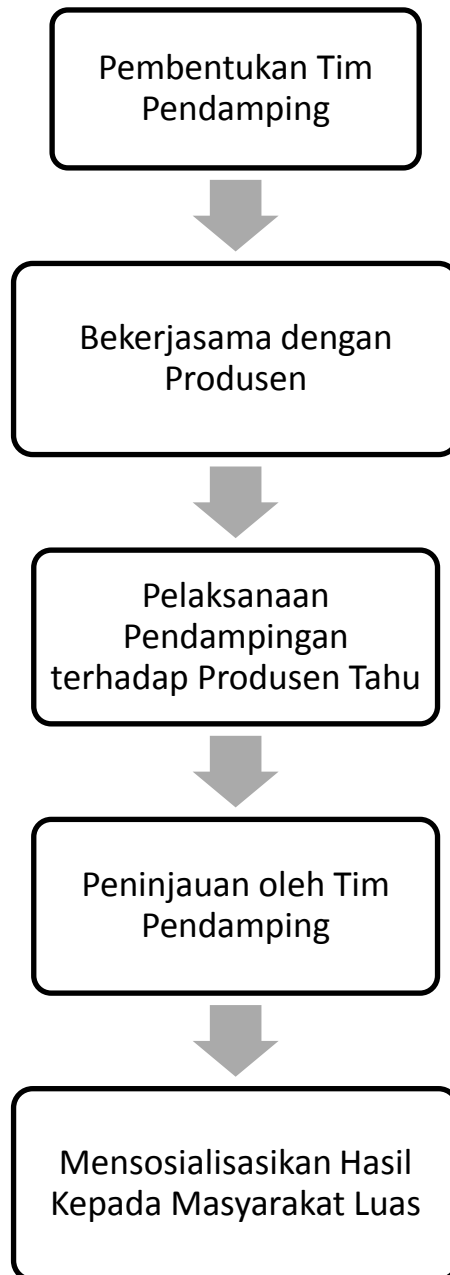 Pembentukan Tim
Pendamping
Bekerjasama dengan
Produsen
Pelaksanaan
Pendampingan
terhadap Produsen Tahu
Peninjauan oleh Tim
Pendamping
Mensosialisasikan Hasil
Kepada Masyarakat Luas